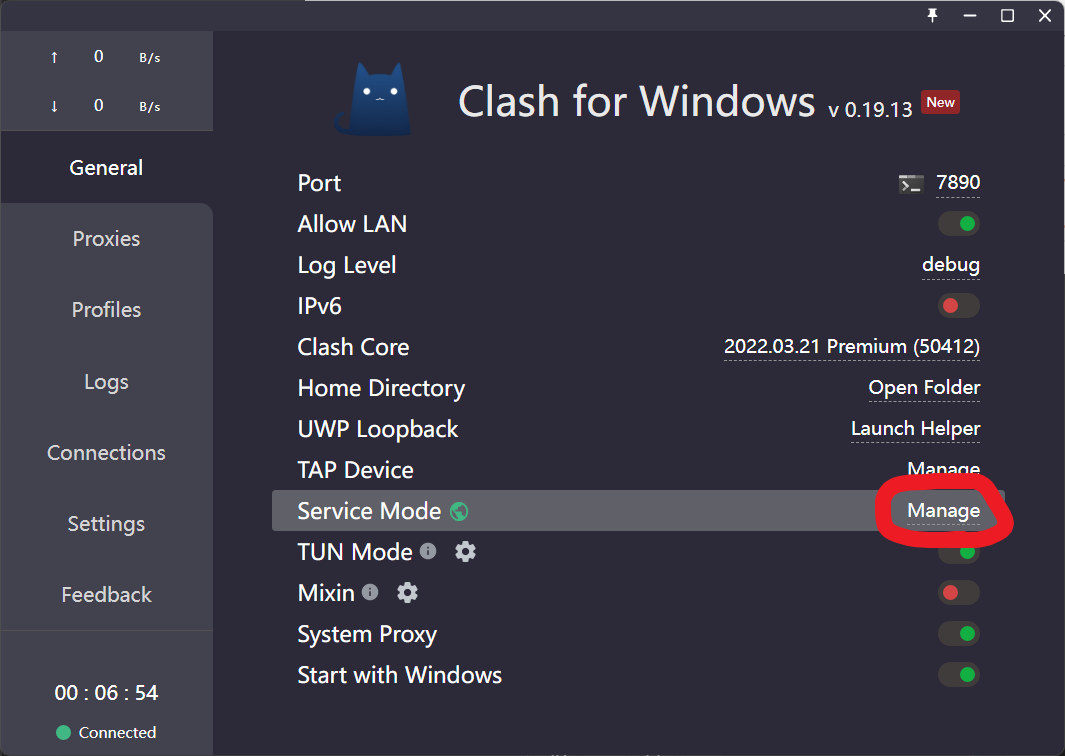 ↑ 0 B/s
↓ 0 B/s
General
Proxies
Profiles
Logs
Connections
Settings
Feedback
00 : 06 : 54
Connected
Clash for Windows v 0.19.13 New
Port 7890
Allow LAN
Log Level debug
IPv6
Clash Core 2022.03.21 Premium (50412)
Home Directory Open Folder
UWP Loopback Launch Helper
TAP Device Manage
Service Mode Manage
TUN Mode
Mixin
System Proxy
Start with Windows